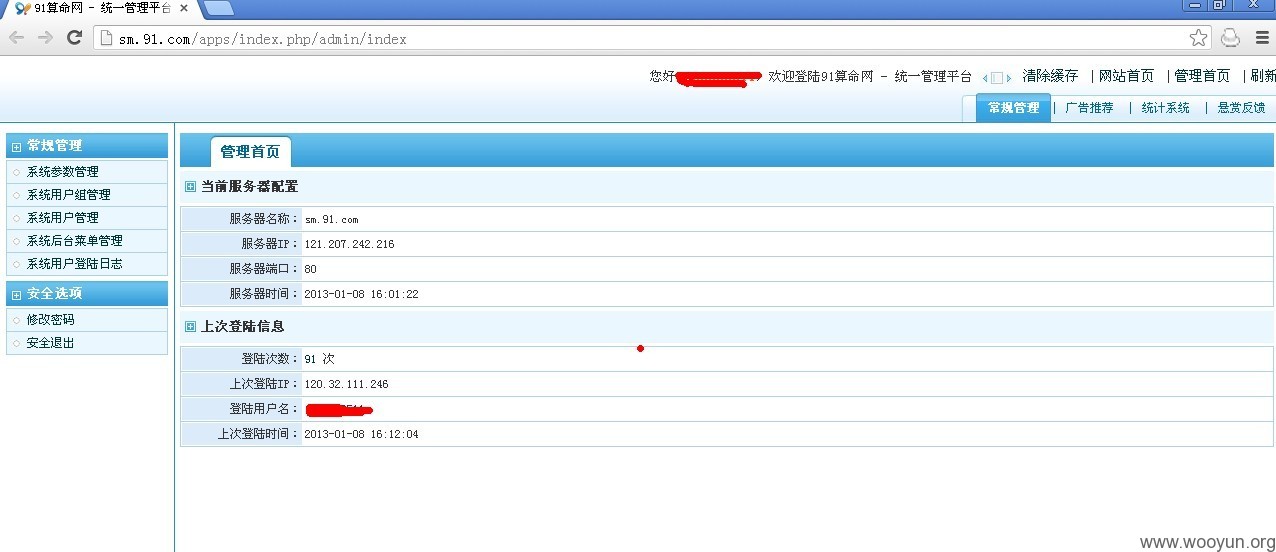 91算命网 - 统一管理平台
sm.91.com/apps/index.php/admin/index
您好 欢迎登陆91算命网 - 统一管理平台 清除缓存 | 网站首页 | 管理首页 | 刷新
常规管理 | 广告推荐 | 统计系统 | 悬赏反馈
常规管理
系统参数管理
系统用户组管理
系统用户管理
系统后台菜单管理
系统用户登陆日志
安全选项
修改密码
安全退出
管理首页
当前服务器配置
服务器名称： sm.91.com
服务器IP： 121.207.242.216
服务器端口： 80
服务器时间： 2013-01-08 16:01:22
上次登陆信息
登陆次数： 91 次
上次登陆IP： 120.32.111.246
登陆用户名：
上次登陆时间： 2013-01-08 16:12:04
www.wooyun.org